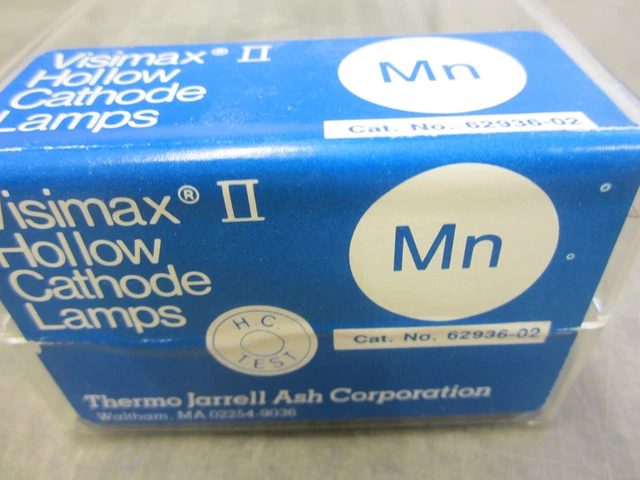 Visimax® II
Hollow
Cathode
Lamps
Mn
Cat. No. 62936-02
Visimax® II
Hollow
Cathode
Lamps
Mn
H.C
TEST
Cat. No. 62936-02
Thermo Jarrell Ash Corporation
Waltham, MA 02254-9036